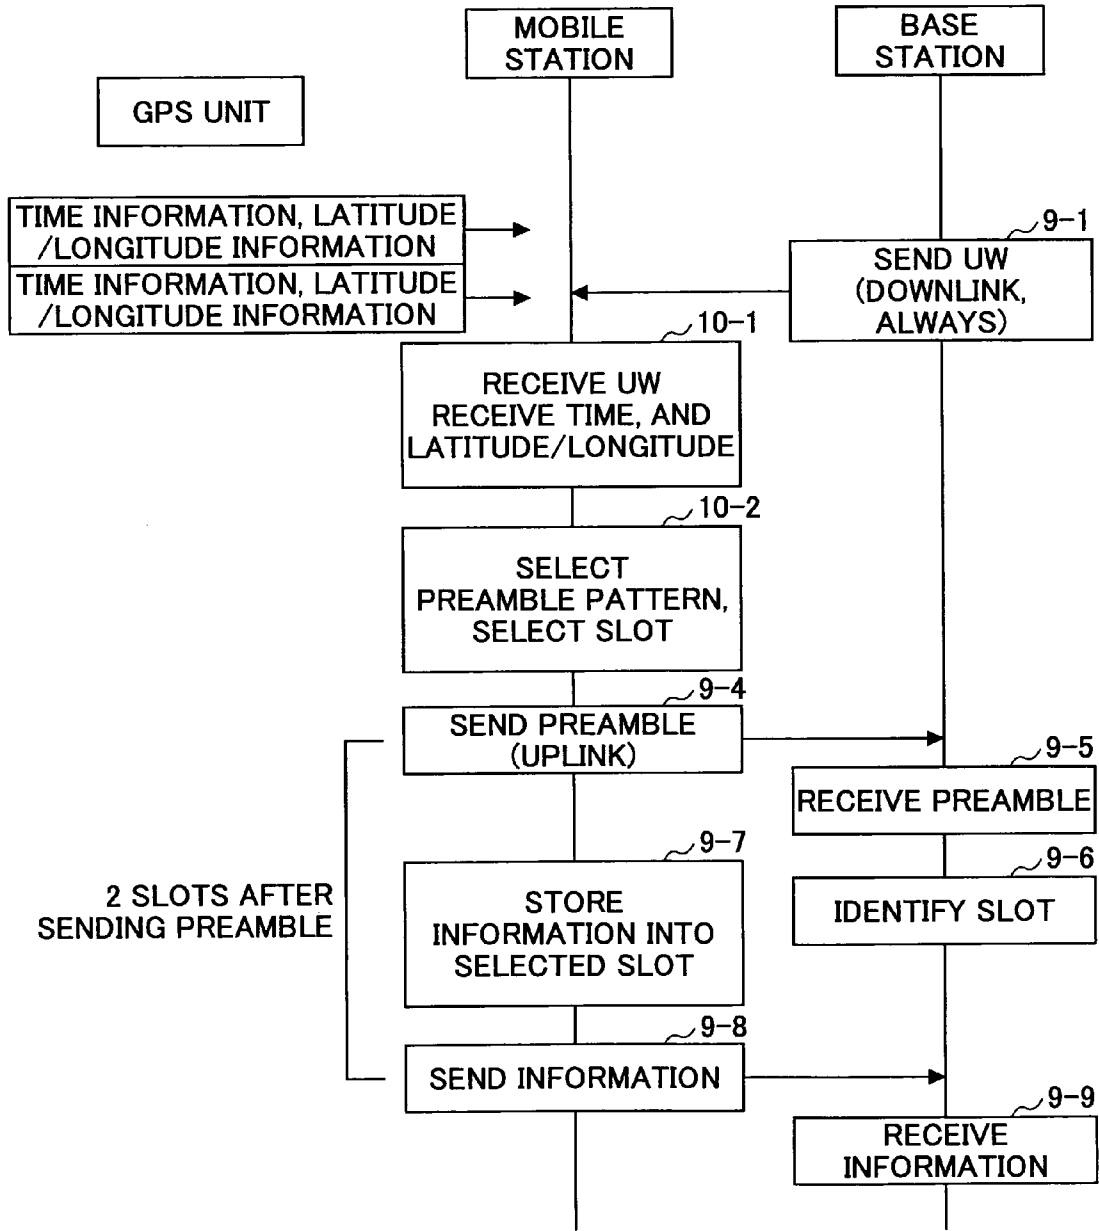 MOBILE
STATION
BASE
STATION
GPS UNIT
TIME INFORMATION, LATITUDE
/LONGITUDE INFORMATION
TIME INFORMATION, LATITUDE
/LONGITUDE INFORMATION
9-1
SEND UW
(DOWNLINK,
ALWAYS)
10-1
RECEIVE UW
RECEIVE TIME, AND
LATITUDE/LONGITUDE
10-2
SELECT
PREAMBLE PATTERN,
SELECT SLOT
9-4
SEND PREAMBLE
(UPLINK)
9-5
RECEIVE PREAMBLE
9-6
IDENTIFY SLOT
2 SLOTS AFTER
SENDING PREAMBLE
9-7
STORE
INFORMATION INTO
SELECTED SLOT
9-8
SEND INFORMATION
9-9
RECEIVE
INFORMATION